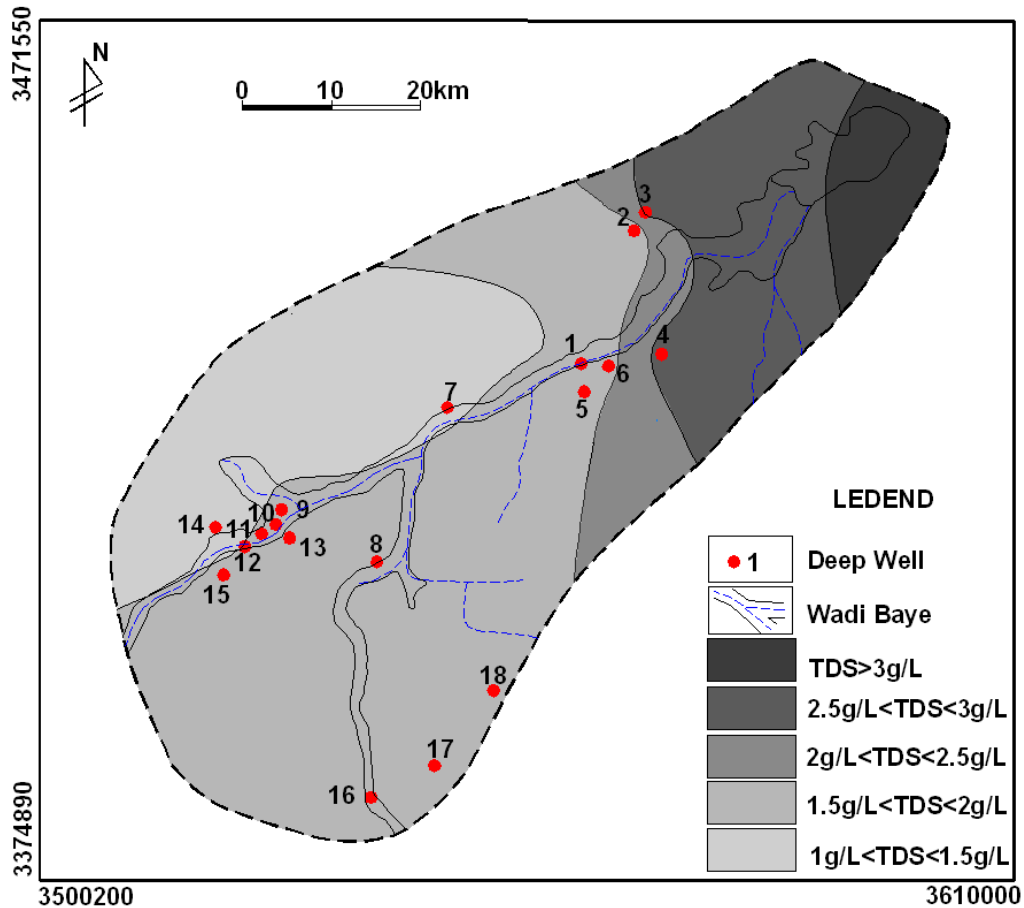 3471550
N
0 10 20km
3
2
1
4
6
5
7
10
9
14
11
13
12
8
15
18
17
16
LEDEND
1 Deep Well
Wadi Baye
TDS>3g/L
2.5g/L<TDS<3g/L
2g/L<TDS<2.5g/L
1.5g/L<TDS<2g/L
1g/L<TDS<1.5g/L
3374890
3500200
3610000